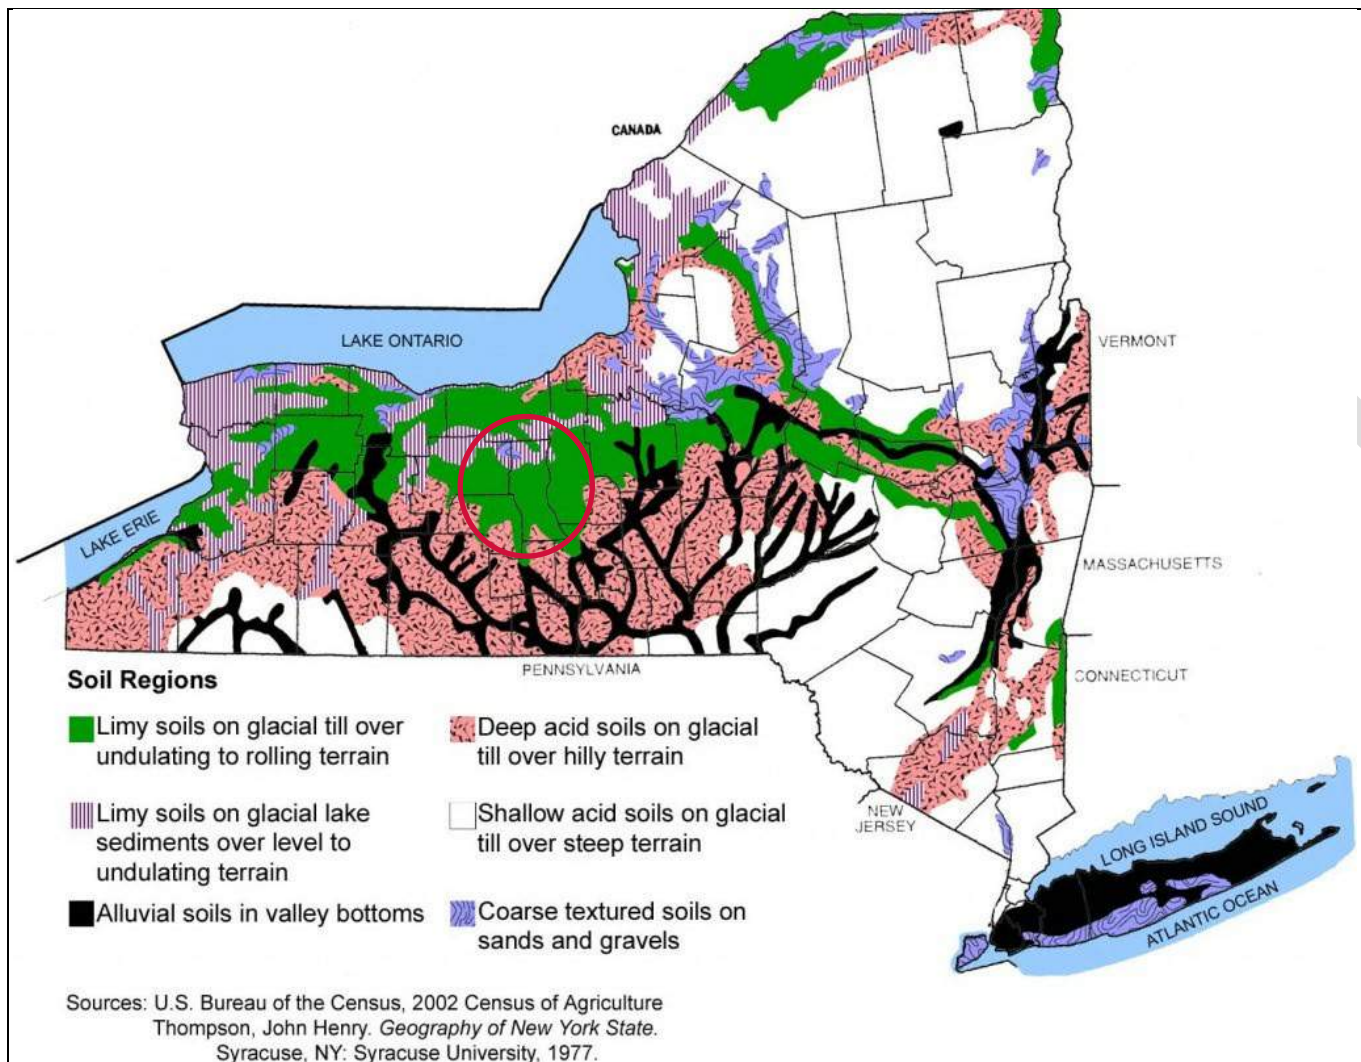 CANADA
LAKE ONTARIO
VERMONT
LAKE ERIE
MASSACHUSETTS
PENNSYLVANIA
CONNECTICUT
NEW
JERSEY
LONG ISLAND SOUND
ATLANTIC OCEAN
Soil Regions
Limy soils on glacial till over
undulating to rolling terrain
Limy soils on glacial lake
sediments over level to
undulating terrain
Alluvial soils in valley bottoms
Deep acid soils on glacial
till over hilly terrain
Shallow acid soils on glacial
till over steep terrain
Coarse textured soils on
sands and gravels
Sources: U.S. Bureau of the Census, 2002 Census of Agriculture
Thompson, John Henry. Geography of New York State.
Syracuse, NY: Syracuse University, 1977.